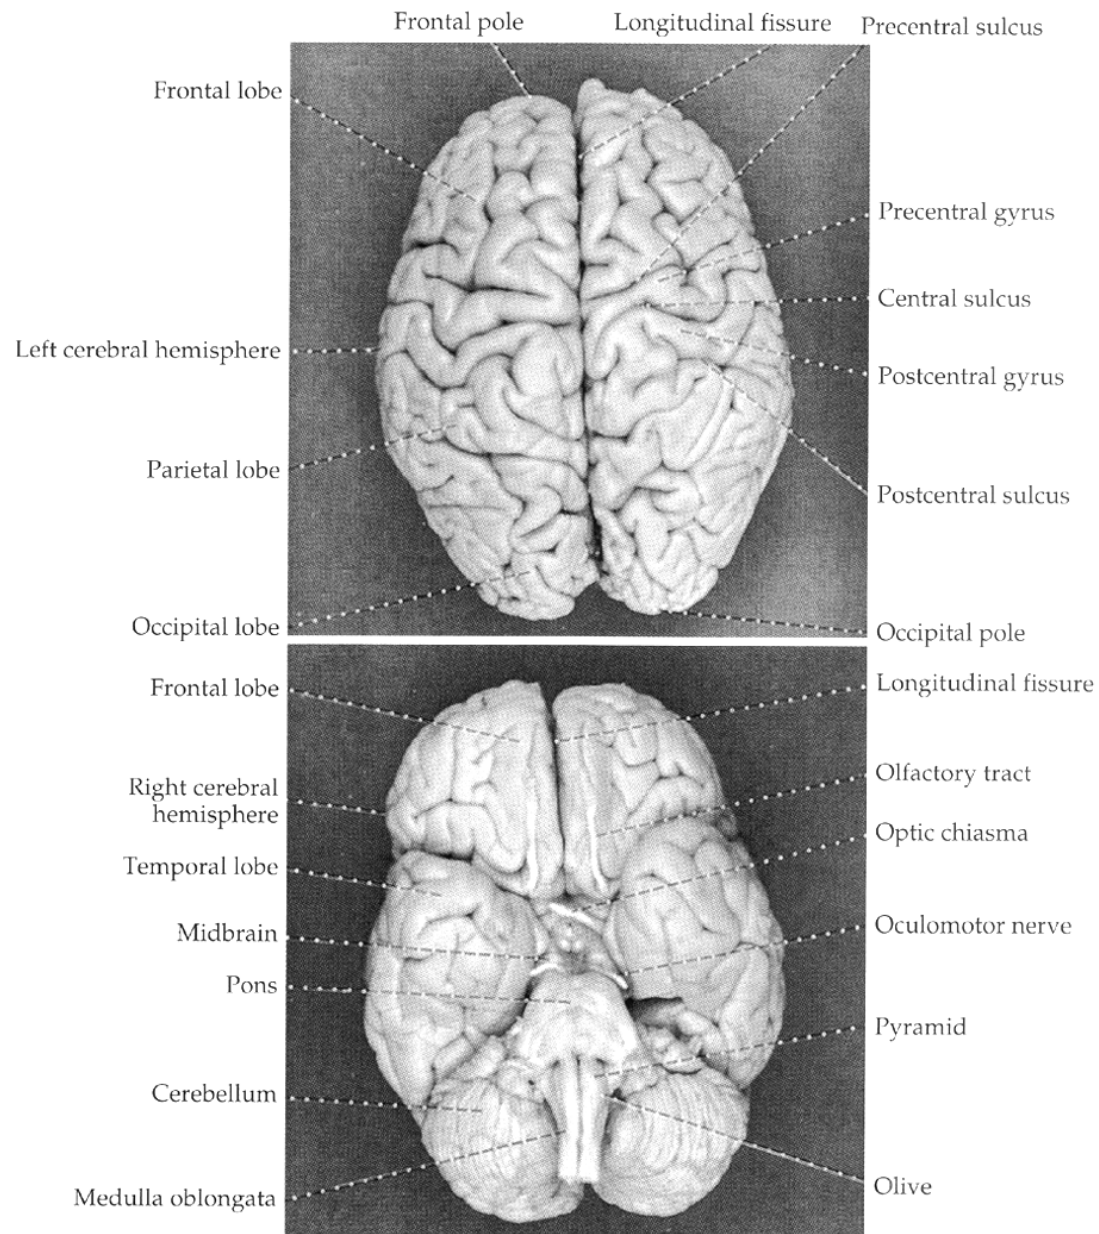 Frontal pole
Longitudinal fissure
Precentral sulcus
Frontal lobe
Precentral gyrus
Central sulcus
Left cerebral hemisphere
Postcentral gyrus
Parietal lobe
Postcentral sulcus
Occipital lobe
Occipital pole
Frontal lobe
Longitudinal fissure
Olfactory tract
Right cerebral
hemisphere
Optic chiasma
Temporal lobe
Oculomotor nerve
Midbrain
Pons
Pyramid
Cerebellum
Olive
Medulla oblongata